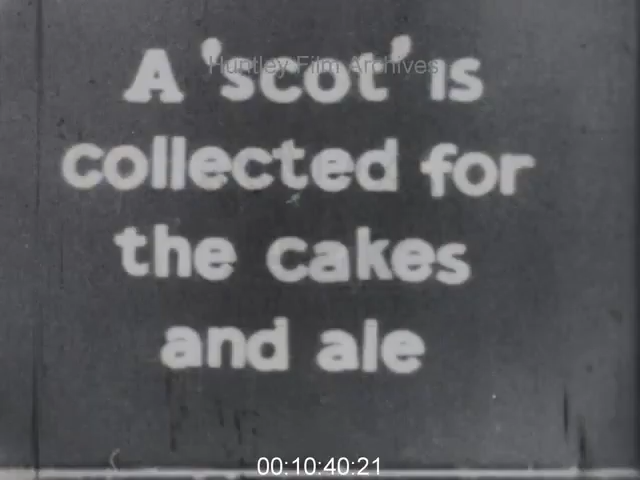 A 'scot' is
Huntley Film Archives
collected for
the cakes
and ale
00:10:40:21